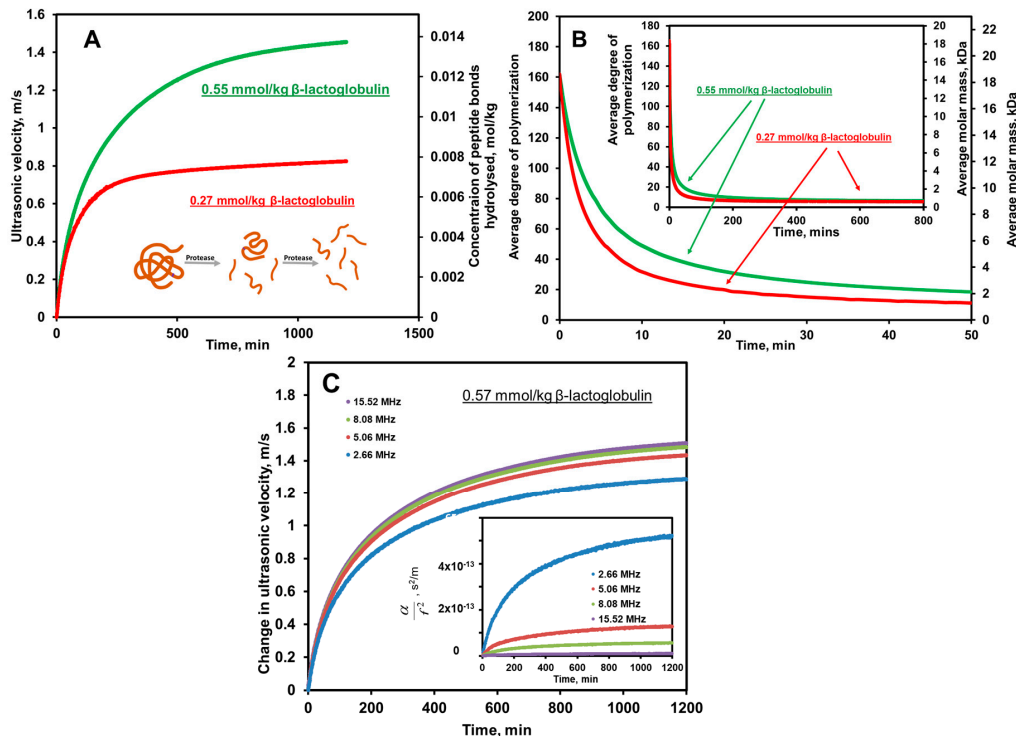 A
Ultrasonic velocity, m/s
1.6
1.4
1.2
1
0.8
0.6
0.4
0.2
0
0.55 mmol/kg β-lactoglobulin
0.27 mmol/kg β-lactoglobulin
Protease
Protease
0
500
1000
1500
Time, min
0.014
0.012
0.010
0.008
0.006
0.004
0.002
0
Concentraion of peptide bonds
hydrolysed, mol/kg
B
Average degree of polymerization
200
180
160
140
120
100
80
60
40
20
0
0
10
20
30
40
50
Time, min
22
20
18
16
14
12
10
8
6
4
2
0
Average molar mass, kDa
Average degree of
polymerization
180
160
140
120
100
80
60
40
20
0
0.55 mmol/kg β-lactoglobulin
0.27 mmol/kg β-lactoglobulin
0
200
400
600
800
Time, mins
20
18
16
14
12
10
8
6
4
2
0
Average molar mass, kDa
C
Change in ultrasonic velocity, m/s
2
1.8
1.6
1.4
1.2
1
0.8
0.6
0.4
0.2
0
15.52 MHz
8.08 MHz
5.06 MHz
2.66 MHz
0.57 mmol/kg β-lactoglobulin
α/f², s²/m
4x10-13
2x10-13
0
2.66 MHz
5.06 MHz
8.08 MHz
15.52 MHz
0
200
400
600
800
1000
1200
Time, min
0
200
400
600
800
1000
1200
Time, min